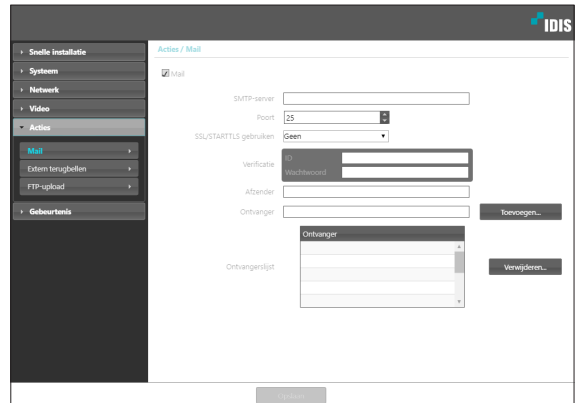 IDIS
Snelle installatie
Systeem
Netwerk
Video
Acties
Mail
Extern terugbellen
FTP-upload
Gebeurtenis
Acties / Mail
Mail
SMTP-server
Poort 25
SSL/STARTTLS gebruiken Geen
Verificatie
ID
Wachtwoord
Afzender
Ontvanger Toevoegen...
Ontvangerslijst
Ontvanger
Verwijderen...
Opslaan